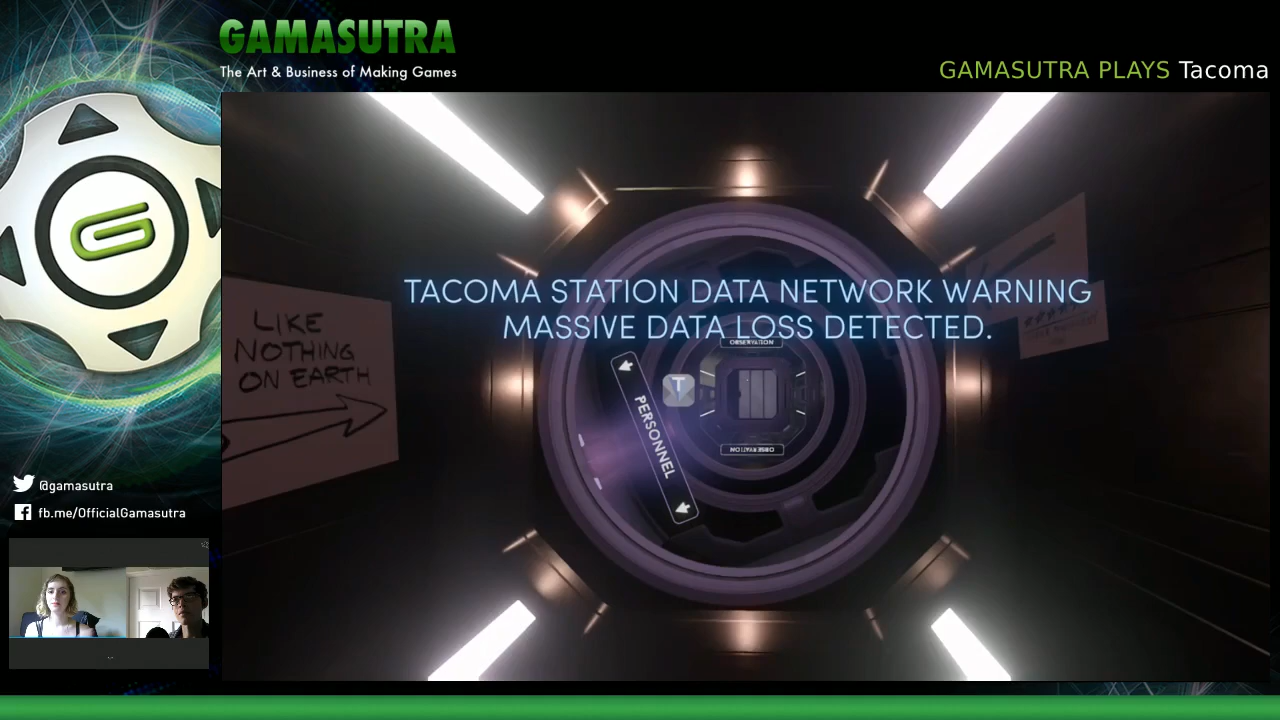 GAMASUTRA
The Art & Business of Making Games
GAMASUTRA PLAYS Tacoma
TACOMA STATION DATA NETWORK WARNING
MASSIVE DATA LOSS DETECTED.
OBSERVATION
PERSONNEL
OBSERVATION
LIKE
NOTHING
ON EARTH
T
G
@gamasutra
fb.me/OfficialGamasutra